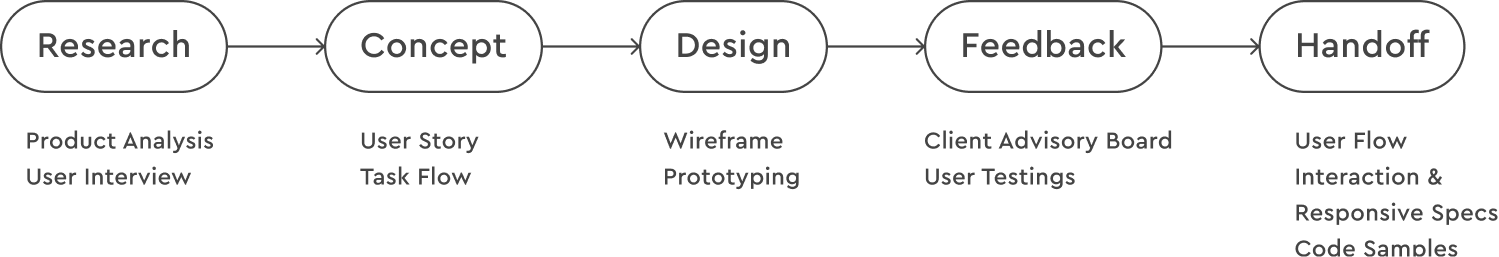 Research
Concept
Design
Feedback
Handoff
Product Analysis
User Interview
User Story
Task Flow
Wireframe
Prototyping
Client Advisory Board
User Testings
User Flow
Interaction &
Responsive Specs
Code Samples